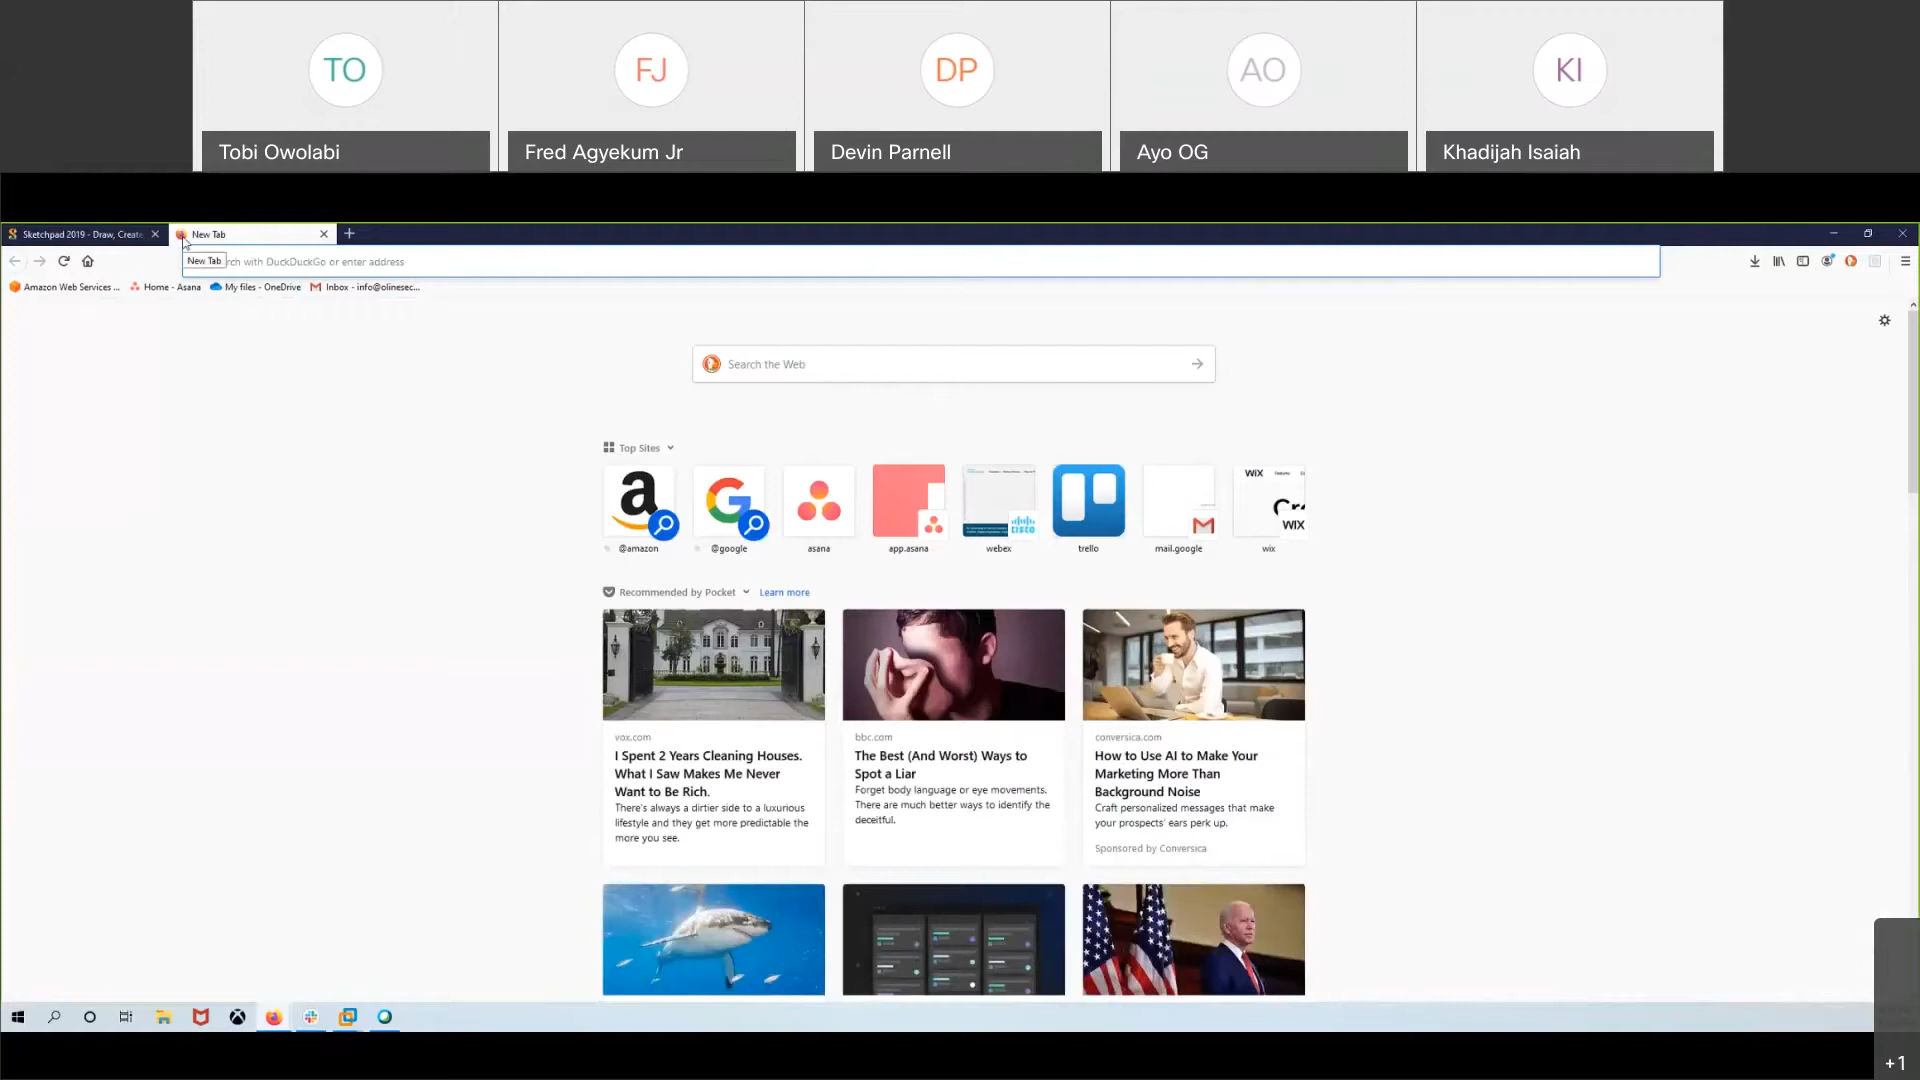 TO
FJ
DP
AO
KI
Tobi Owolabi
Fred Agyekum Jr
Devin Parnell
Ayo OG
Khadijah Isaiah
Sketchpad 2019 - Draw, Create
New Tab
New Tab
rch with DuckDuckGo or enter address
Amazon Web Services ...
Home - Asana
My files - OneDrive
Inbox - info@olinesec...
Search the Web
Top Sites
a
G
CISCO
WIX
WIX
@amazon
@google
asana
app.asana
webex
trello
mail.google
wix
Recommended by Pocket
Learn more
vox.com
I Spent 2 Years Cleaning Houses.
What I Saw Makes Me Never
Want to Be Rich.
There's always a dirtier side to a luxurious
lifestyle and they get more predictable the
more you see.
bbc.com
The Best (And Worst) Ways to
Spot a Liar
Forget body language or eye movements.
There are much better ways to identify the
deceitful.
conversica.com
How to Use AI to Make Your
Marketing More Than
Background Noise
Craft personalized messages that make
your prospects' ears perk up.
Sponsored by Conversica
+1